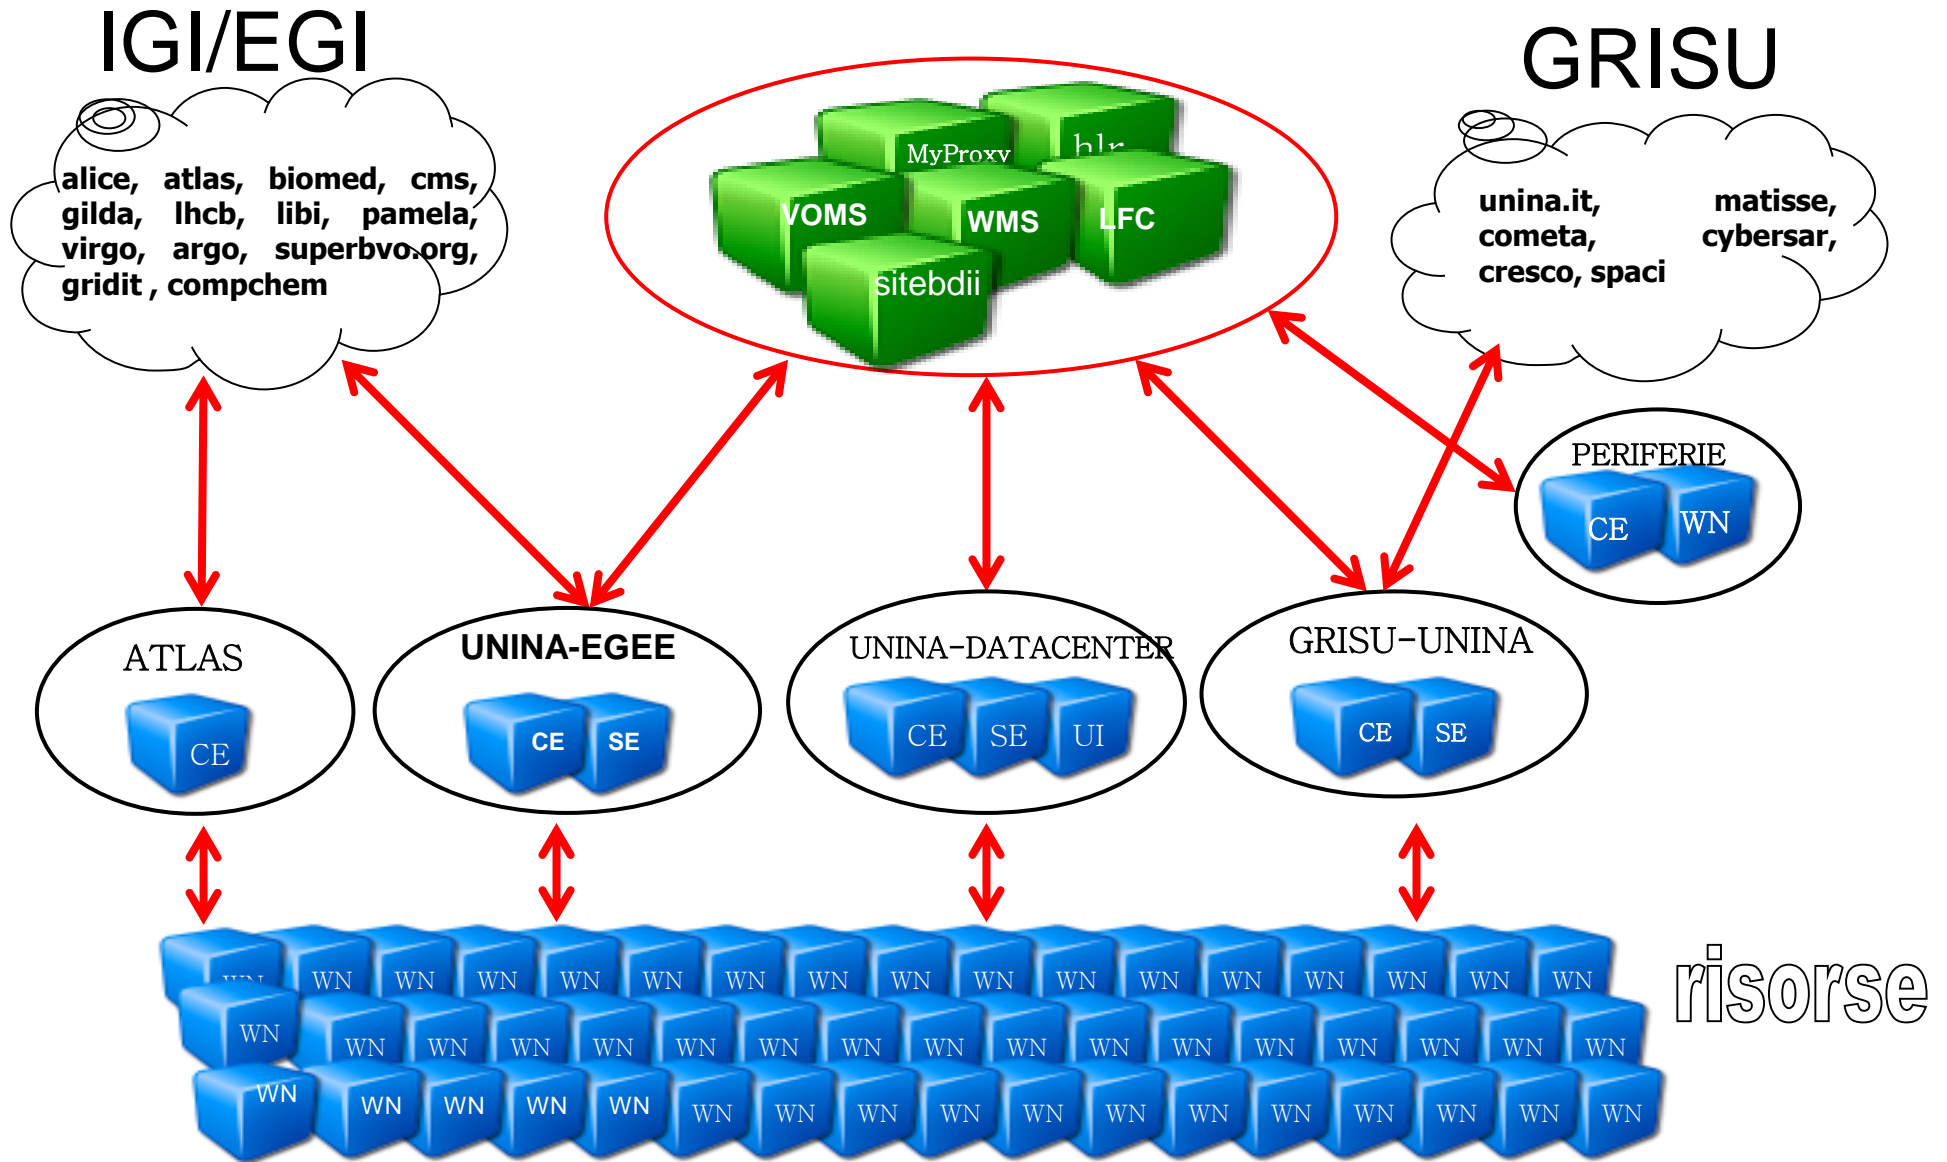 IGI/EGI
GRISU
alice, atlas, biomed, cms,
gilda, lhcb, libi, pamela,
virgo, argo, superbvo.org,
gridit , compchem
MyProxy
hlr
VOMS
WMS
LFC
sitebdii
unina.it, matisse,
cometa, cybersar,
cresco, spaci
PERIFERIE
CE WN
ATLAS
CE
UNINA-EGEE
CE SE
UNINA-DATACENTER
CE SE UI
GRISU-UNINA
CE SE
WN WN WN WN WN WN WN WN WN WN WN WN WN WN WN WN WN
WN WN WN WN WN WN WN WN WN WN WN WN WN WN WN WN WN
WN WN WN WN WN WN WN WN WN WN WN WN WN WN WN WN WN
risorse